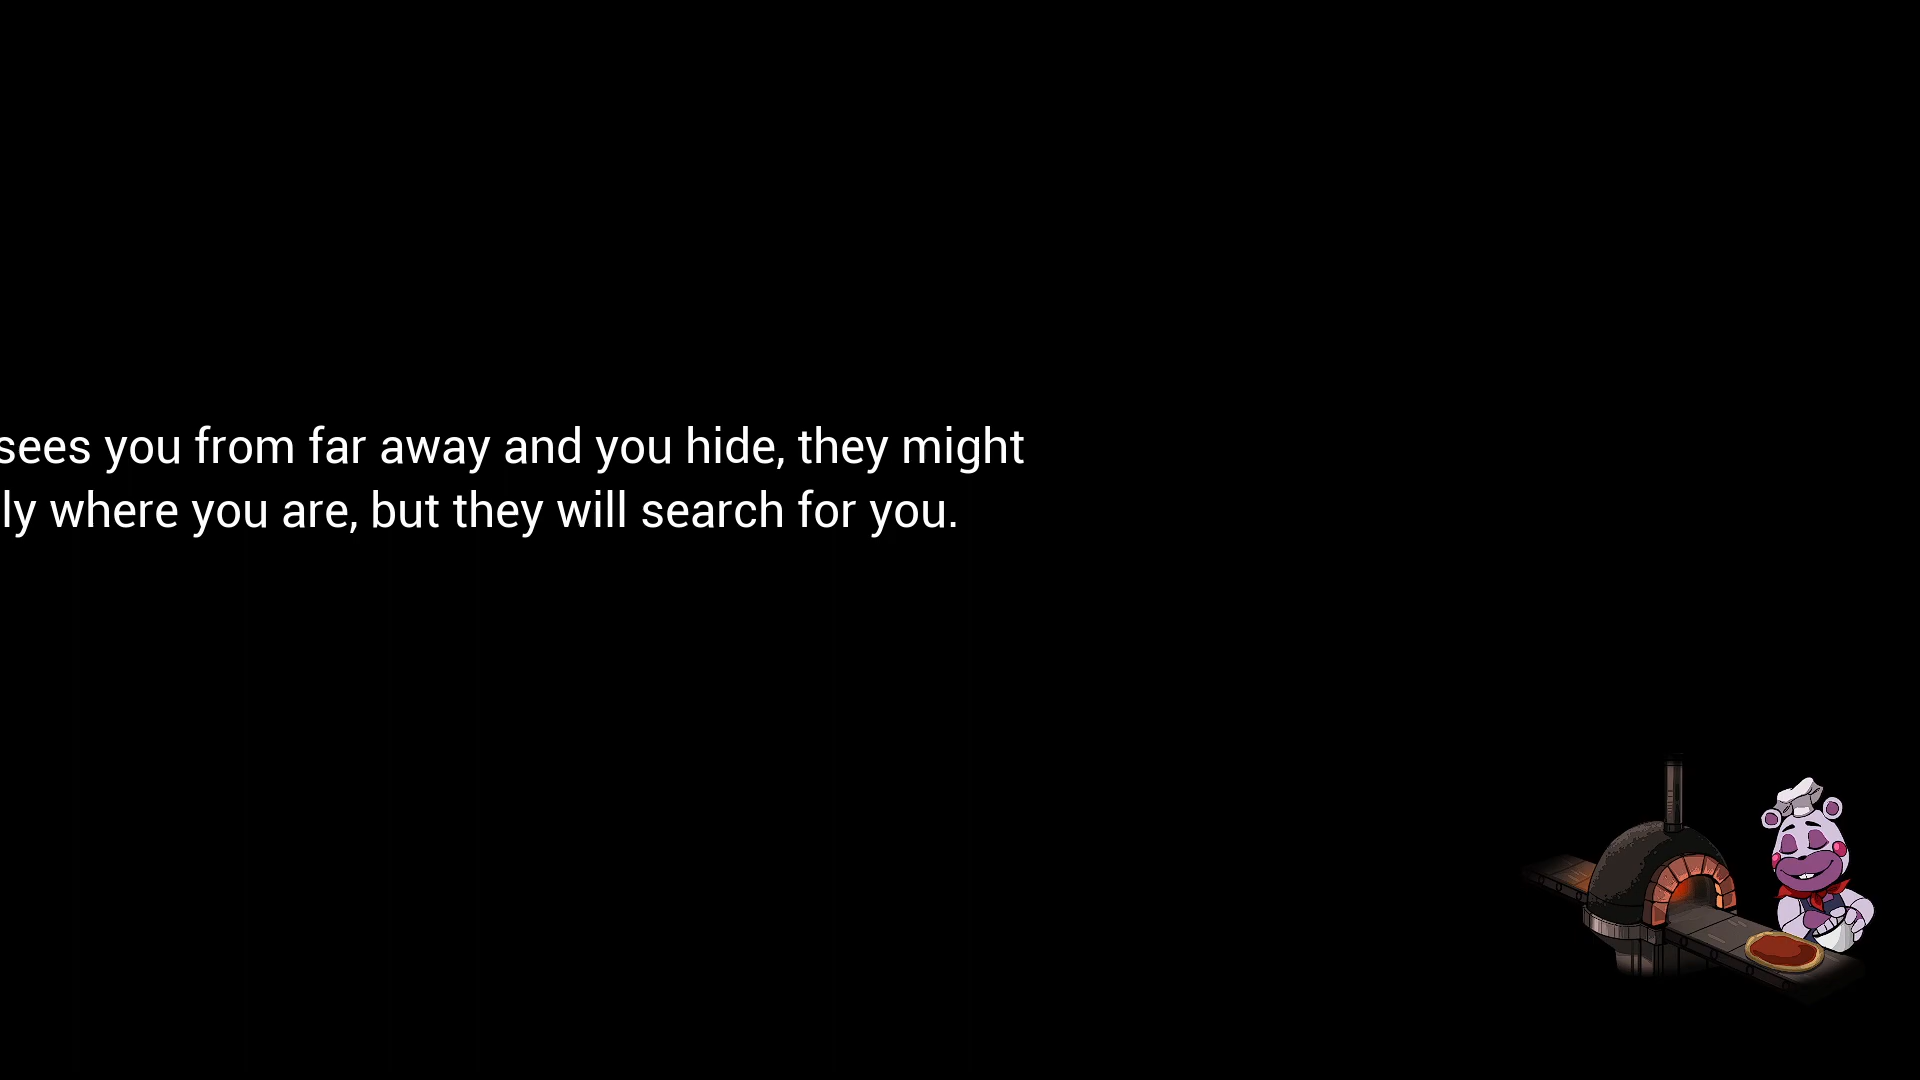 sees you from far away and you hide, they might
ly where you are, but they will search for you.